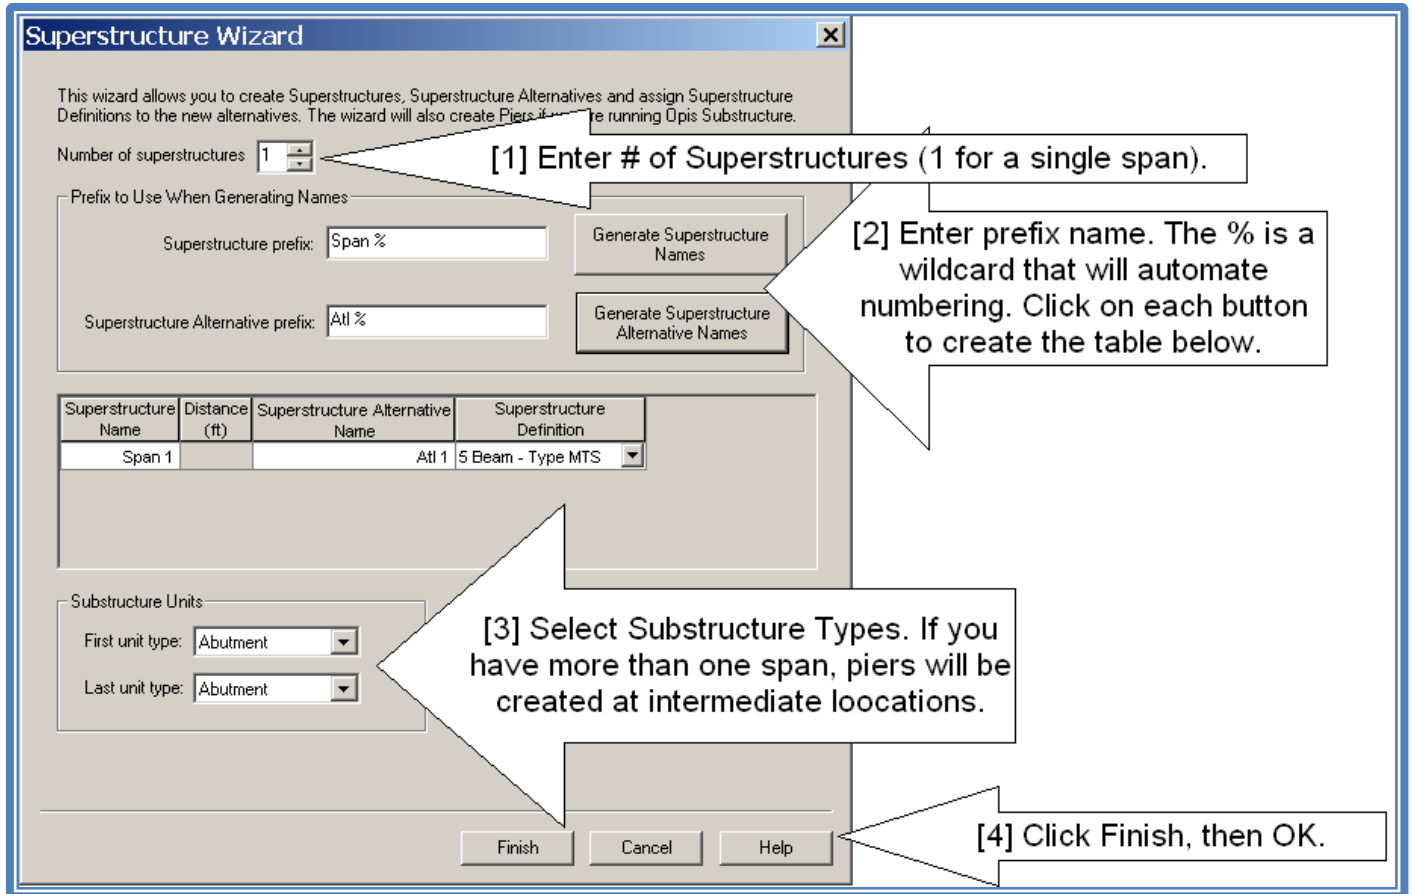 Superstructure Wizard
This wizard allows you to create Superstructures, Superstructure Alternatives and assign Superstructure
Definitions to the new alternatives. The wizard will also create Piers if re running Opis Substructure.
Number of superstructures 1
[1] Enter # of Superstructures (1 for a single span).
Prefix to Use When Generating Names
Superstructure prefix: Span %
Generate Superstructure
Names
Superstructure Alternative prefix: Atl %
Generate Superstructure
Alternative Names
[2] Enter prefix name. The % is a
wildcard that will automate
numbering. Click on each button
to create the table below.
Superstructure Name Distance (ft) Superstructure Alternative Name Superstructure Definition
Span 1 Atl 1 5 Beam - Type MTS
Substructure Units
First unit type: Abutment
Last unit type: Abutment
[3] Select Substructure Types. If you
have more than one span, piers will be
created at intermediate loocations.
Finish Cancel Help
[4] Click Finish, then OK.